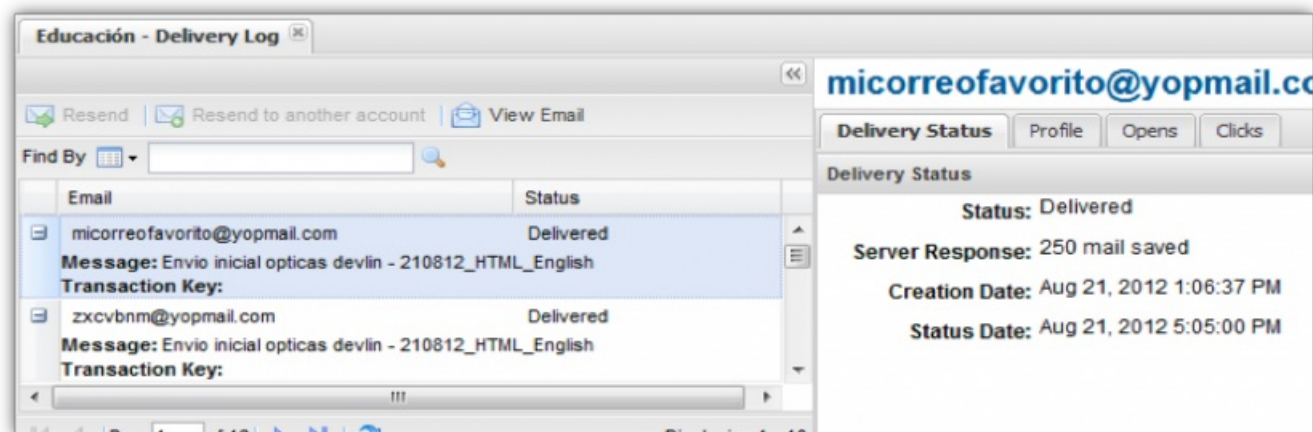 Educación - Delivery Log
Resend Resend to another account View Email
Find By
Email Status
micorreofavorito@yopmail.com Delivered
Message: Envio inicial opticas devlin - 210812_HTML_English
Transaction Key:
zxcvbnm@yopmail.com Delivered
Message: Envio inicial opticas devlin - 210812_HTML_English
Transaction Key:
micorreofavorito@yopmail.cc
Delivery Status Profile Opens Clicks
Delivery Status
Status: Delivered
Server Response: 250 mail saved
Creation Date: Aug 21, 2012 1:06:37 PM
Status Date: Aug 21, 2012 5:05:00 PM